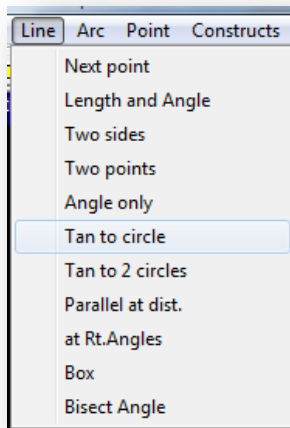 Line Arc Point Constructs
Next point
Length and Angle
Two sides
Two points
Angle only
Tan to circle
Tan to 2 circles
Parallel at dist.
at Rt.Angles
Box
Bisect Angle